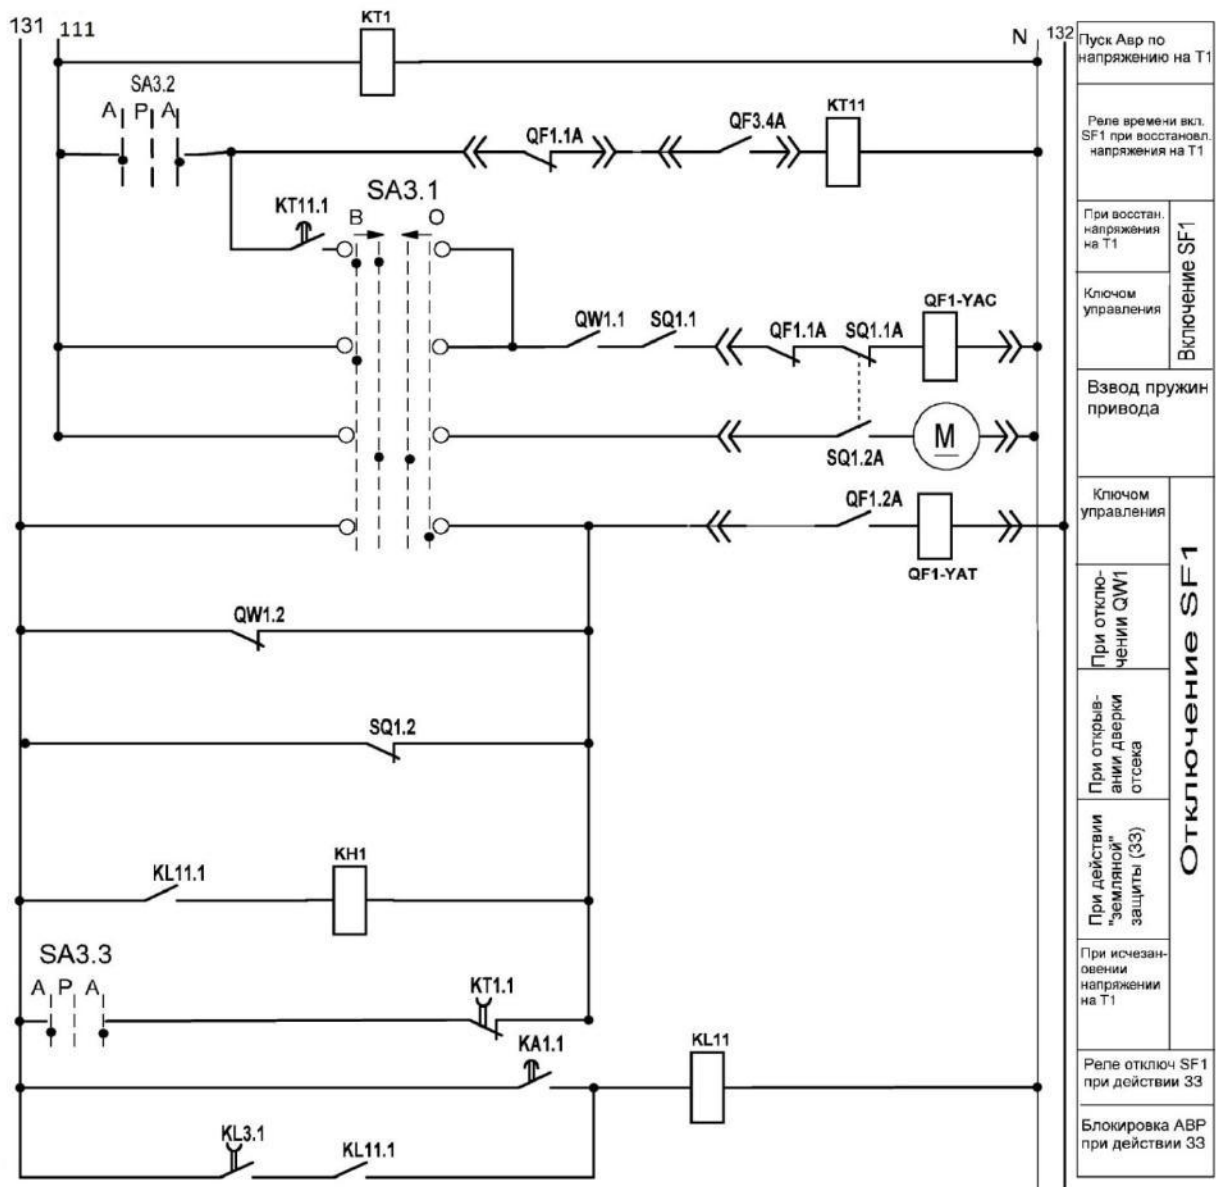 131
111
KT1
N
132
Пуск Авр по
напряжению на Т1
SA3.2
A P A
QF1.1A
QF3.4A
KT11
Реле времени вкл.
SF1 при восстановл.
напряжения на Т1
SA3.1
KT11.1
B
O
При восстан.
напряжения
на Т1
Включение SF1
Ключом
управления
QW1.1
SQ1.1
QF1.1A
SQ1.1A
QF1-YAC
Взвод пружин
привода
SQ1.2A
M
Ключом
управления
QF1.2A
QF1-YAT
Отключение SF1
QW1.2
При отклю-
чении QW1
SQ1.2
При открыв-
ании дверки
отсека
KL11.1
KH1
При действии
"земляной"
защиты (ЗЗ)
SA3.3
A P A
KT1.1
При исчезан-
овении
напряжении
на Т1
KA1.1
KL11
Реле отключ SF1
при действии ЗЗ
KL3.1
KL11.1
Блокировка АВР
при действии ЗЗ